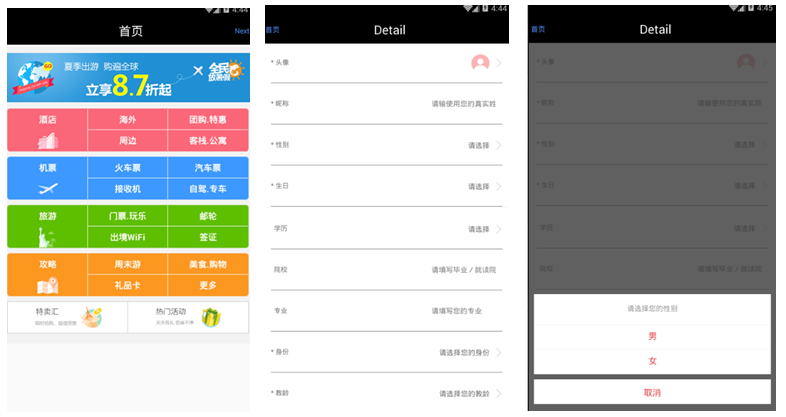 4:44
首页
Next
夏季出游 购遍全球
GO
立享8.7折起
全民
放暑假
酒店
海外
团购.特惠
周边
客栈.公寓
机票
火车票
汽车票
接收机
自驾.专车
旅游
门票.玩乐
邮轮
出境WiFi
签证
攻略
周末游
美食.购物
礼品卡
更多
特卖汇
热门活动
4:44
首页
Detail
* 头像
* 昵称
请输使用您的真实姓
* 性别
请选择
* 生日
请选择
学历
请选择
院校
请填写毕业 / 就读院
专业
请填写您的专业
* 身份
请选择您的身份
* 教龄
请选择您的教龄
4:45
首页
Detail
* 头像
* 昵称
请输使用您的真实姓
* 性别
请选择
* 生日
请选择
学历
请选择
院校
请填写毕业 / 就读院
请选择您的性别
男
女
取消